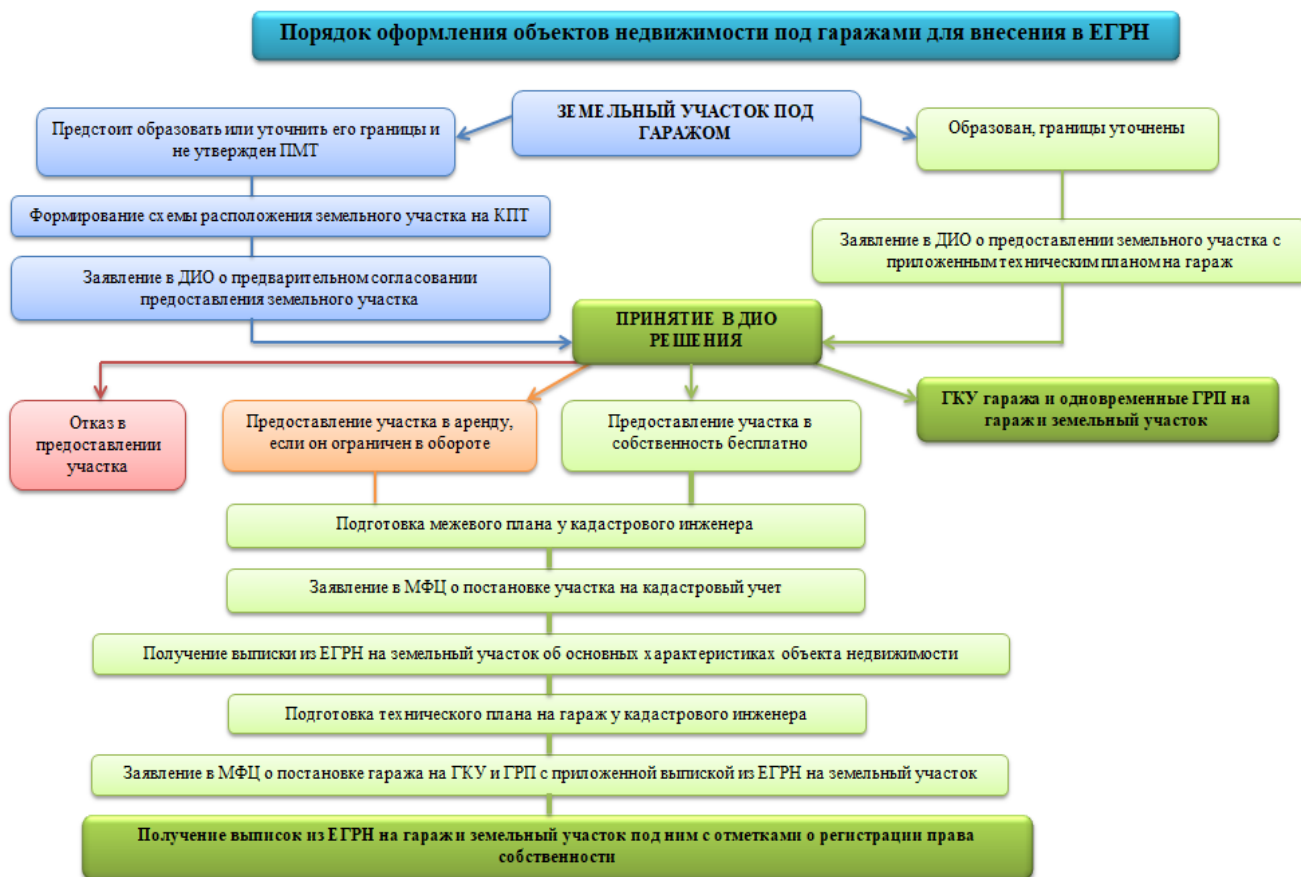 Порядок оформления объектов недвижимости под гаражами для внесения в ЕГРН
ЗЕМЕЛЬНЫЙ УЧАСТОК ПОД
ГАРАЖОМ
Предстоит образовать или уточнить его границы и
не утвержден ПМТ
Образован, границы уточнены
Формирование схемы расположения земельного участка на КПТ
Заявление в ДИО о предоставлении земельного участка с
приложенным техническим планом на гараж
Заявление в ДИО о предварительном согласовании
предоставления земельного участка
ПРИНЯТИЕ В ДИО
РЕШЕНИЯ
Отказ в
предоставлении
участка
Предоставление участка в аренду,
если он ограничен в обороте
Предоставление участка в
собственность бесплатно
ГКУ гаража и одновременные ГРП на
гараж и земельный участок
Подготовка межевого плана у кадастрового инженера
Заявление в МФЦ о постановке участка на кадастровый учет
Получение выписки из ЕГРН на земельный участок об основных характеристиках объекта недвижимости
Подготовка технического плана на гараж у кадастрового инженера
Заявление в МФЦ о постановке гаража на ГКУ и ГРП с приложенной выпиской из ЕГРН на земельный участок
Получение выписок из ЕГРН на гараж и земельный участок под ним с отметками о регистрации права
собственности